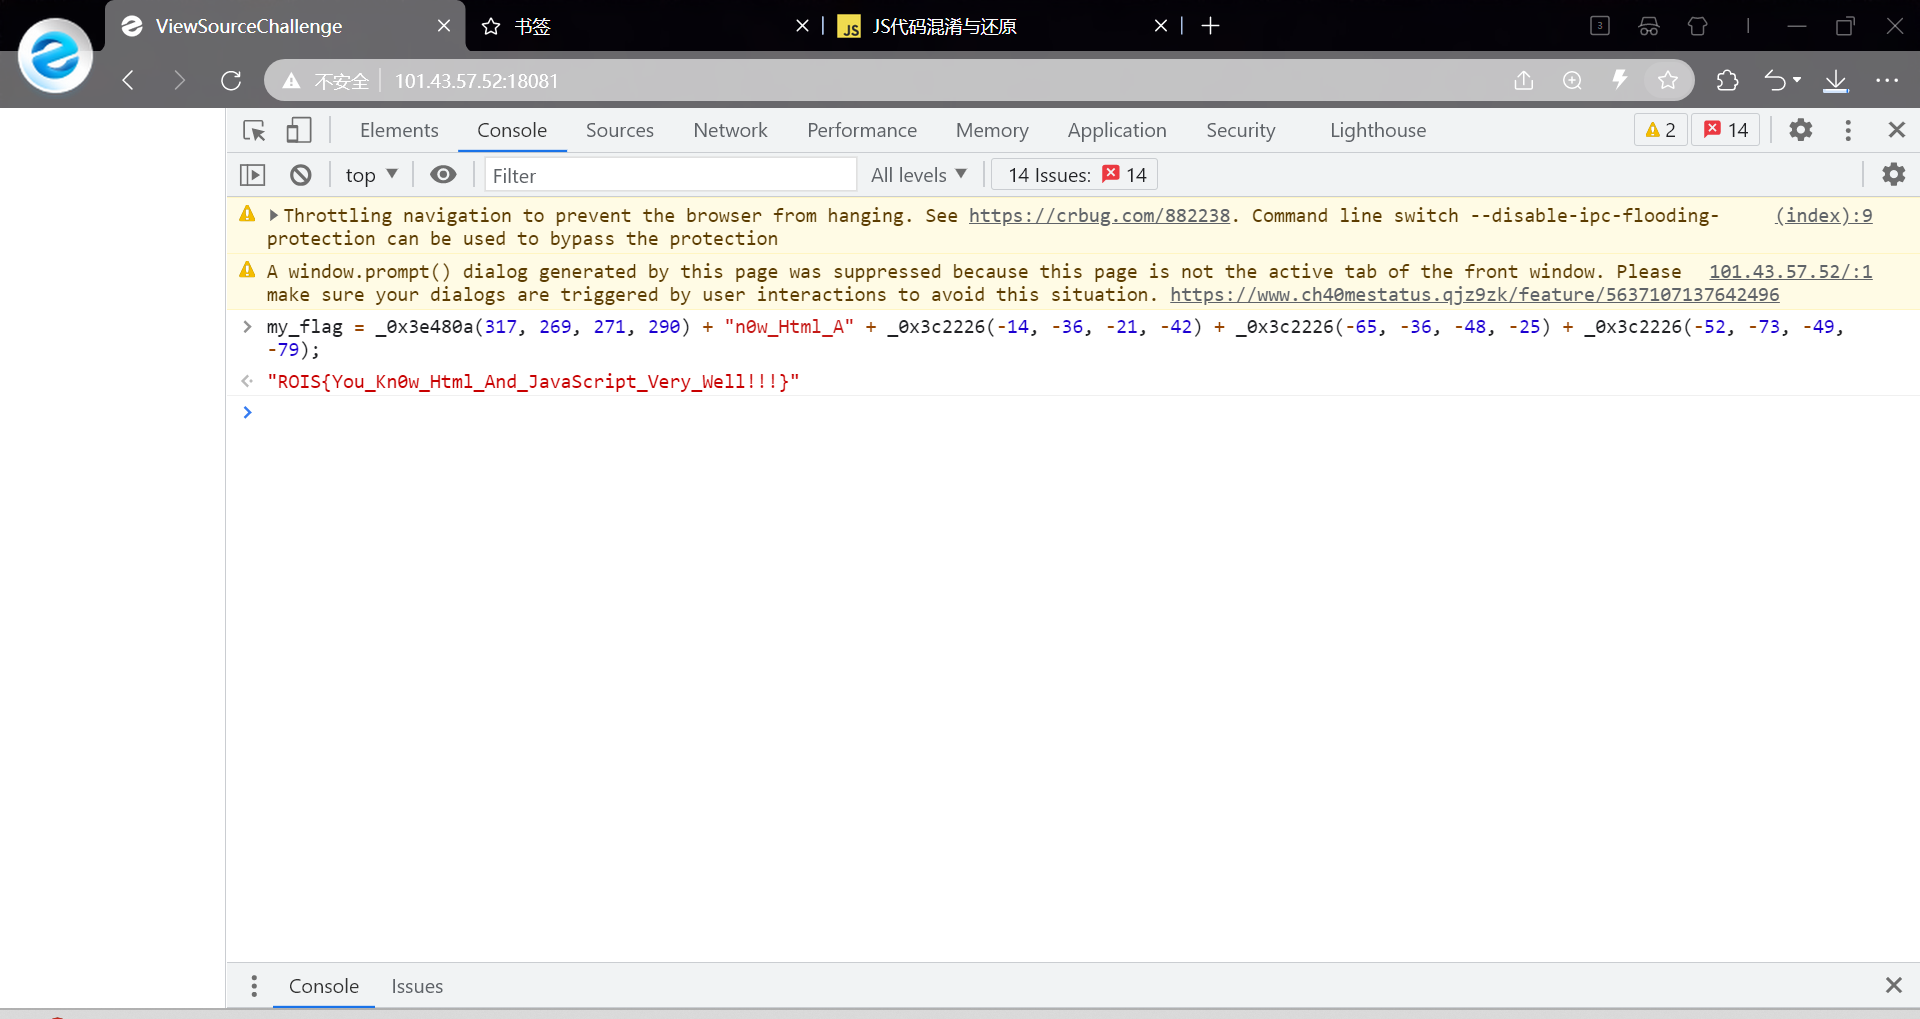 ViewSourceChallenge
书签
JS代码混淆与还原
不安全 101.43.57.52:18081
Elements Console Sources Network Performance Memory Application Security Lighthouse 2 14
top Filter All levels 14 Issues: 14
Throttling navigation to prevent the browser from hanging. See https://crbug.com/882238. Command line switch --disable-ipc-flooding- (index):9
protection can be used to bypass the protection
A window.prompt() dialog generated by this page was suppressed because this page is not the active tab of the front window. Please 101.43.57.52/:1
make sure your dialogs are triggered by user interactions to avoid this situation. https://www.ch40mestatus.qjz9zk/feature/5637107137642496
my_flag = _0x3e480a(317, 269, 271, 290) + "n0w_Html_A" + _0x3c2226(-14, -36, -21, -42) + _0x3c2226(-65, -36, -48, -25) + _0x3c2226(-52, -73, -49,
-79);
"ROIS{You_Kn0w_Html_And_JavaScript_Very_Well!!!}"
Console Issues